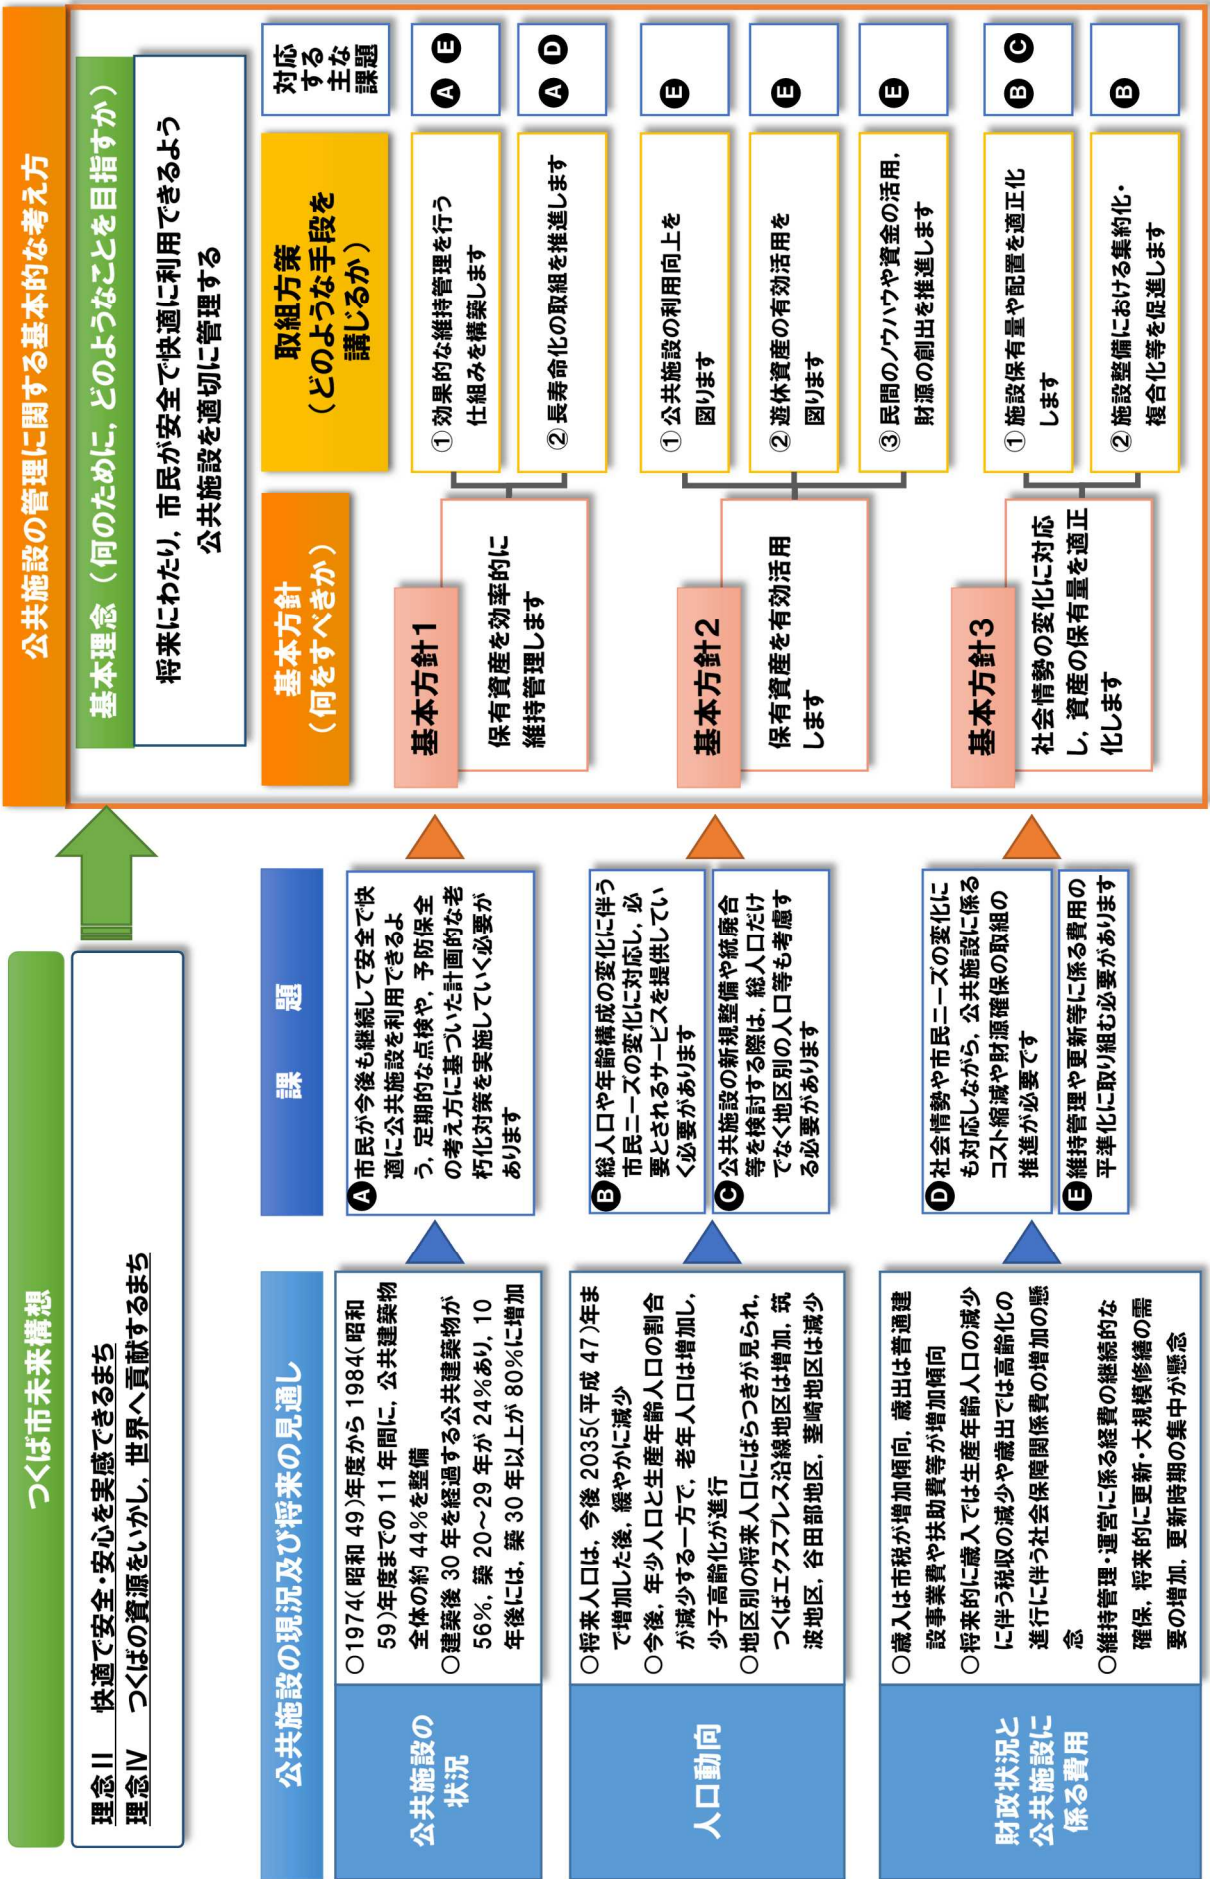 つくば市未来構想
理念Ⅱ 快適で安全・安心を実感できるまち
理念Ⅳ つくばの資源をいかし，世界へ貢献するまち
公共施設の現況及び将来の見通し
課 題
公共施設の
状況
○1974(昭和 49)年度から 1984(昭和
59)年度までの 11 年間に，公共建築物
全体の約 44%を整備
○建築後 30 年を経過する公共建築物が
56%，築 20～29 年が 24%あり，10
年後には，築 30 年以上が 80%に増加
A 市民が今後も継続して安全で快
適に公共施設を利用できるよ
う，定期的な点検や，予防保全
の考え方に基づいた計画的な老
朽化対策を実施していく必要が
あります
人口動向
○将来人口は，今後 2035(平成 47)年ま
で増加した後，緩やかに減少
○今後，年少人口と生産年齢人口の割合
が減少する一方で，老年人口は増加し，
少子高齢化が進行
○地区別の将来人口にばらつきが見られ，
つくばエクスプレス沿線地区は増加，筑
波地区，谷田部地区，茎崎地区は減少
B 総人口や年齢構成の変化に伴う
市民ニーズの変化に対応し，必
要とされるサービスを提供してい
く必要があります
C 公共施設の新規整備や統廃合
等を検討する際は，総人口だけ
でなく地区別の人口等も考慮す
る必要があります
財政状況と
公共施設に
係る費用
○歳入は市税が増加傾向，歳出は普通建
設事業費や扶助費等が増加傾向
○将来的に歳入では生産年齢人口の減少
に伴う税収の減少や歳出では高齢化の
進行に伴う社会保障関係費の増加の懸
念
○維持管理・運営に係る経費の継続的な
確保，将来的に更新・大規模修繕の需
要の増加，更新時期の集中が懸念
D 社会情勢や市民ニーズの変化に
も対応しながら，公共施設に係る
コスト縮減や財源確保の取組の
推進が必要です
E 維持管理や更新等に係る費用の
平準化に取り組む必要があります
公共施設の管理に関する基本的な考え方
基本理念（何のために，どのようなことを目指すか）
将来にわたり，市民が安全で快適に利用できるよう
公共施設を適切に管理する
基本方針
（何をすべきか）
取組方策
（どのような手段を
講じるか）
対応
する
主な
課題
基本方針１
保有資産を効率的に
維持管理します
① 効果的な維持管理を行う
仕組みを構築します
A E
② 長寿命化の取組を推進します
A D
基本方針２
保有資産を有効活用
します
① 公共施設の利用向上を
図ります
E
② 遊休資産の有効活用を
図ります
E
③ 民間のノウハウや資金の活用，
財源の創出を推進します
E
基本方針３
社会情勢の変化に対応
し，資産の保有量を適正
化します
① 施設保有量や配置を適正化
します
B C
② 施設整備における集約化・
複合化等を促進します
B